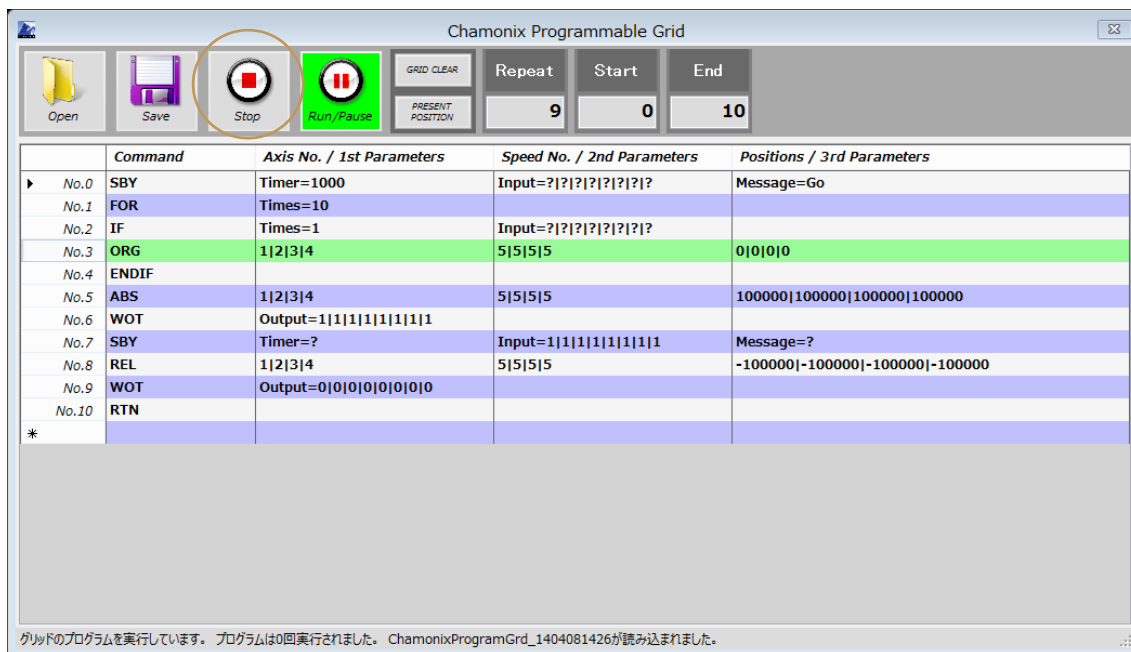 Chamonix Programmable Grid
Open
Save
Stop
Run/Pause
GRID CLEAR
PRESENT POSITION
Repeat Start End
9 0 10
Command Axis No. / 1st Parameters Speed No. / 2nd Parameters Positions / 3rd Parameters
No.0 SBY Timer=1000 Input=?|?|?|?|?|?|?|? Message=Go
No.1 FOR Times=10
No.2 IF Times=1 Input=?|?|?|?|?|?|?|?
No.3 ORG 1|2|3|4 5|5|5|5 0|0|0|0
No.4 ENDIF
No.5 ABS 1|2|3|4 5|5|5|5 100000|100000|100000|100000
No.6 WOT Output=1|1|1|1|1|1|1|1
No.7 SBY Timer=? Input=1|1|1|1|1|1|1|1 Message=?
No.8 REL 1|2|3|4 5|5|5|5 -100000|-100000|-100000|-100000
No.9 WOT Output=0|0|0|0|0|0|0|0
No.10 RTN
グリッドのプログラムを実行しています。 プログラムは0回実行されました。 ChamonixProgramGrd_1404081426が読み込まれました。